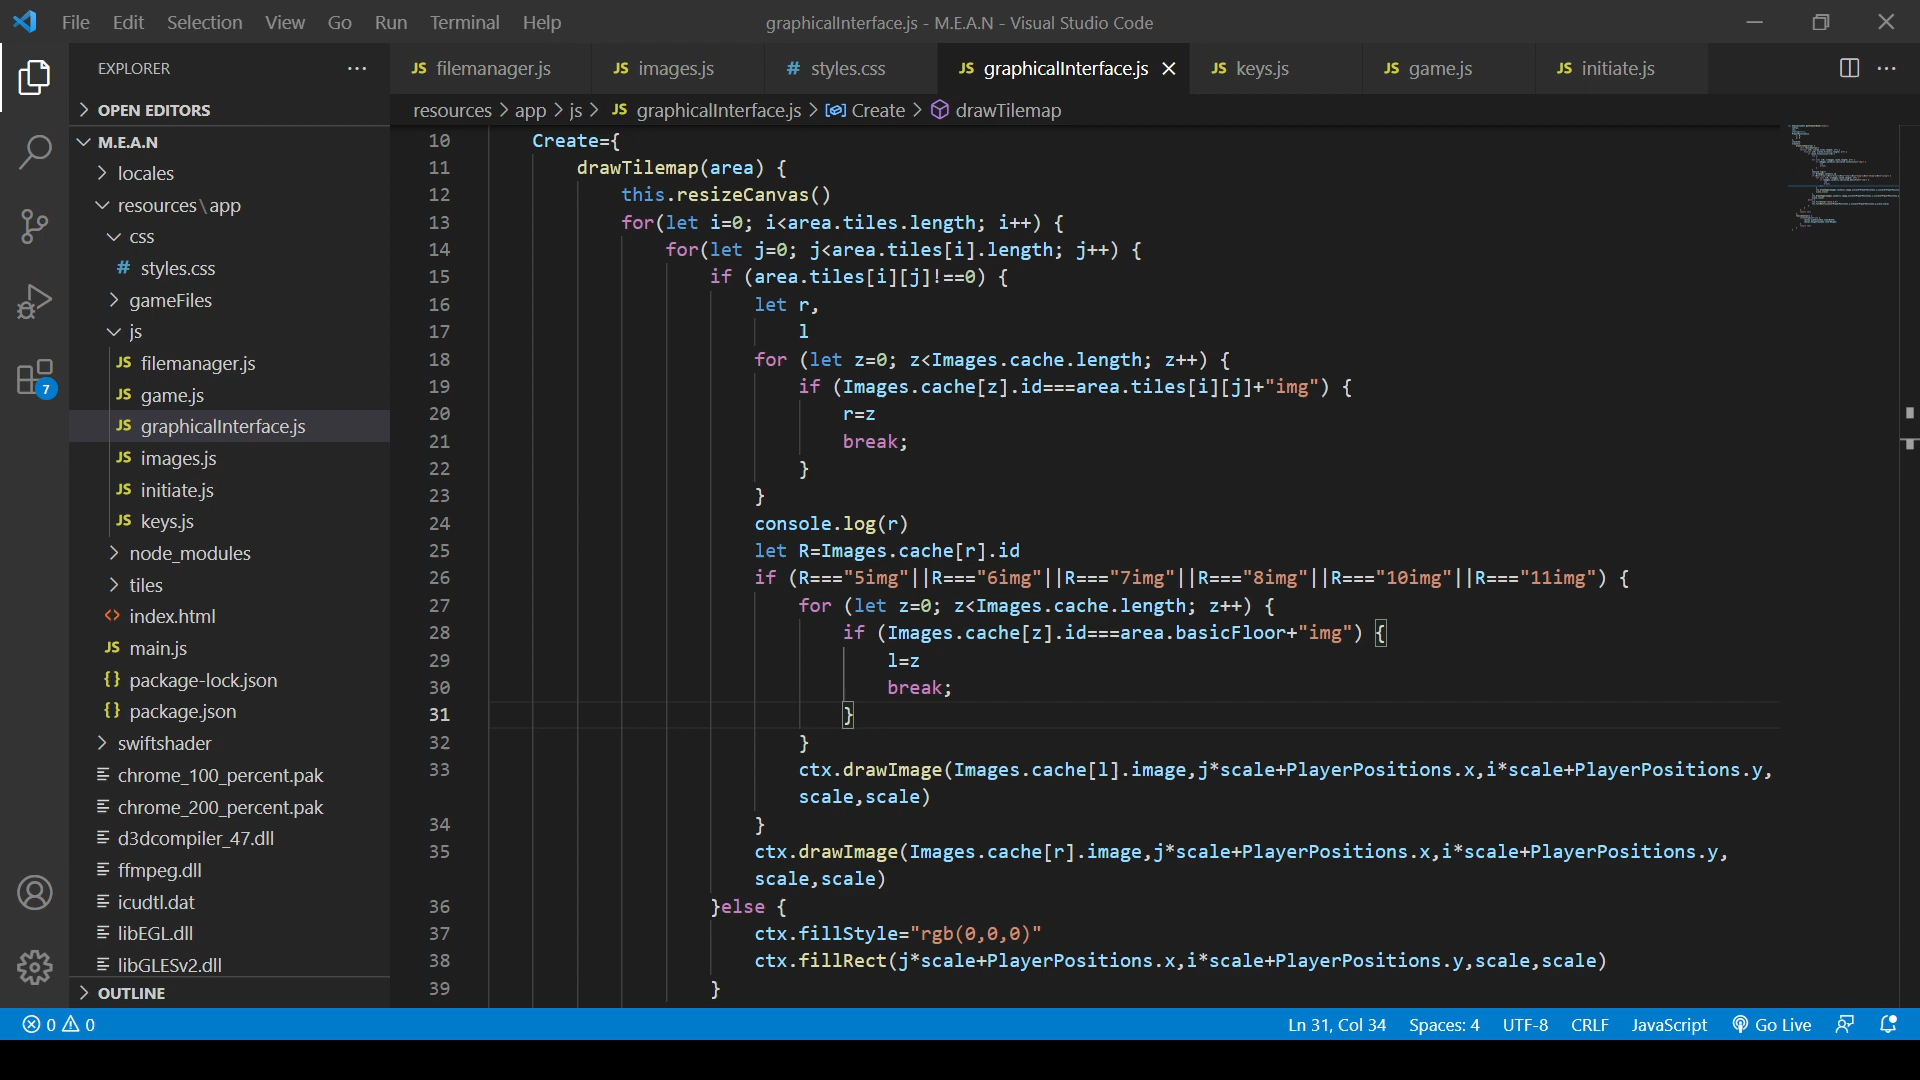 File Edit Selection View Go Run Terminal Help
graphicalInterface.js - M.E.A.N - Visual Studio Code
EXPLORER
OPEN EDITORS
M.E.A.N
locales
resources\app
css
# styles.css
gameFiles
js
JS filemanager.js
JS game.js
JS graphicalInterface.js
JS images.js
JS initiate.js
JS keys.js
node_modules
tiles
<> index.html
JS main.js
{} package-lock.json
{} package.json
swiftshader
chrome_100_percent.pak
chrome_200_percent.pak
d3dcompiler_47.dll
ffmpeg.dll
icudtl.dat
libEGL.dll
libGLESv2.dll
OUTLINE
7
JS filemanager.js JS images.js # styles.css JS graphicalInterface.js JS keys.js JS game.js JS initiate.js
resources > app > js > JS graphicalInterface.js > Create > drawTilemap
10 Create={
11 drawTilemap(area) {
12 this.resizeCanvas()
13 for(let i=0; i<area.tiles.length; i++) {
14 for(let j=0; j<area.tiles[i].length; j++) {
15 if (area.tiles[i][j]!==0) {
16 let r,
17 l
18 for (let z=0; z<Images.cache.length; z++) {
19 if (Images.cache[z].id===area.tiles[i][j]+"img") {
20 r=z
21 break;
22 }
23 }
24 console.log(r)
25 let R=Images.cache[r].id
26 if (R==="5img"||R==="6img"||R==="7img"||R==="8img"||R==="10img"||R==="11img") {
27 for (let z=0; z<Images.cache.length; z++) {
28 if (Images.cache[z].id===area.basicFloor+"img") {
29 l=z
30 break;
31 }
32 }
33 ctx.drawImage(Images.cache[l].image,j*scale+PlayerPositions.x,i*scale+PlayerPositions.y,
scale,scale)
34 }
35 ctx.drawImage(Images.cache[r].image,j*scale+PlayerPositions.x,i*scale+PlayerPositions.y,
scale,scale)
36 }else {
37 ctx.fillStyle="rgb(0,0,0)"
38 ctx.fillRect(j*scale+PlayerPositions.x,i*scale+PlayerPositions.y,scale,scale)
39 }
0 0 Ln 31, Col 34 Spaces: 4 UTF-8 CRLF JavaScript Go Live